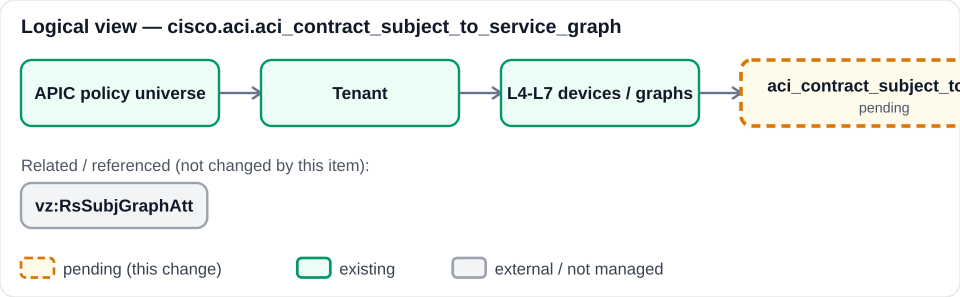 Logical view — cisco.aci.aci_contract_subject_to_service_graph
APIC policy universe
Tenant
L4-L7 devices / graphs
aci_contract_subject_to
pending
Related / referenced (not changed by this item):
vz:RsSubjGraphAtt
pending (this change)
existing
external / not managed